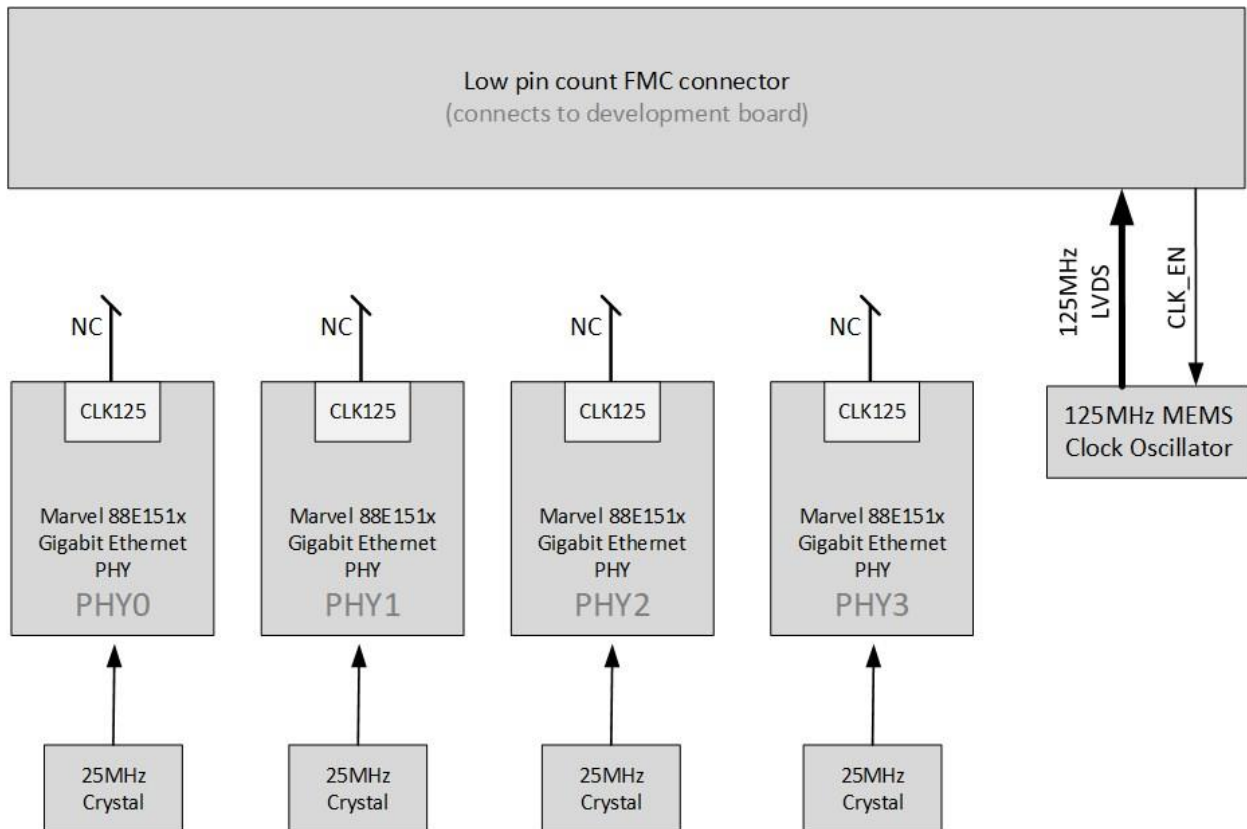 Low pin count FMC connector
(connects to development board)
125MHz
LVDS
CLK_EN
NC
NC
NC
NC
CLK125
CLK125
CLK125
CLK125
125MHz MEMS
Clock Oscillator
Marvel 88E151x
Gigabit Ethernet
PHY
PHY0
Marvel 88E151x
Gigabit Ethernet
PHY
PHY1
Marvel 88E151x
Gigabit Ethernet
PHY
PHY2
Marvel 88E151x
Gigabit Ethernet
PHY
PHY3
25MHz
Crystal
25MHz
Crystal
25MHz
Crystal
25MHz
Crystal